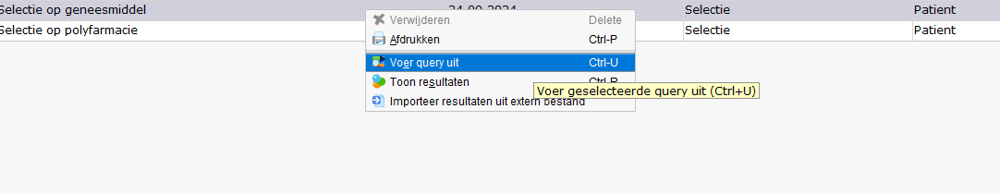 Selectie op geneesmiddel 24-09-2024 Selectie Patient
Verwijderen Delete
Selectie op polyfarmacie Selectie Patient
Afdrukken Ctrl-P
Voer query uit Ctrl-U
Toon resultaten Ctrl-R
Voer geselecteerde query uit (Ctrl+U)
Importeer resultaten uit extern bestand